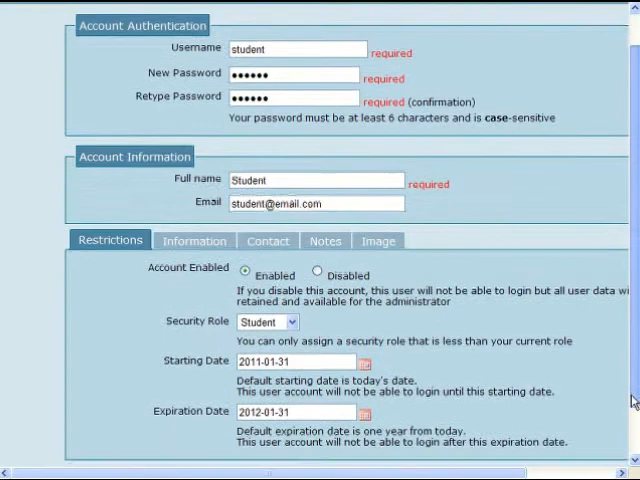 Account Authentication
Username student required
New Password •••••• required
Retype Password •••••• required (confirmation)
Your password must be at least 6 characters and is case-sensitive
Account Information
Full name Student required
Email student@email.com
Restrictions Information Contact Notes Image
Account Enabled Enabled Disabled
If you disable this account, this user will not be able to login but all user data wi
retained and available for the administrator
Security Role Student
You can only assign a security role that is less than your current role
Starting Date 2011-01-31
Default starting date is today's date.
This user account will not be able to login until this starting date.
Expiration Date 2012-01-31
Default expiration date is one year from today.
This user account will not be able to login after this expiration date.